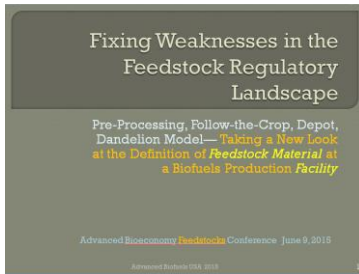 Fixing Weaknesses in the
Feedstock Regulatory
Landscape
Pre-Processing, Follow-the-Crop, Depot,
Dandelion Model— Taking a New Look
at the Definition of Feedstock Material at
a Biofuels Production Facility
Advanced Bioeconomy Feedstocks Conference June 9, 2015
Advanced Biofuels USA 2015